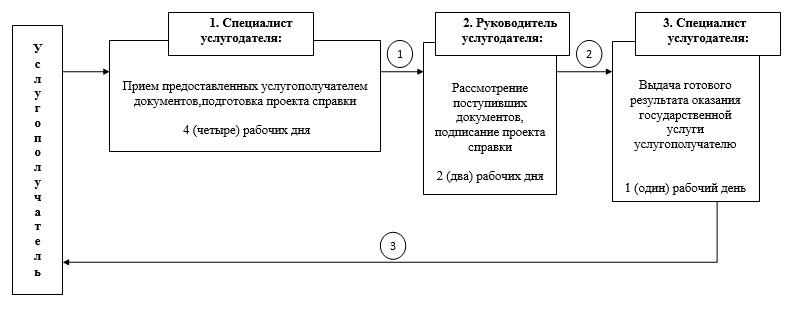 Услугополучатель
1. Специалист
услугодателя:
Прием предоставленных услугополучателем
документов,подготовка проекта справки
4 (четыре) рабочих дня
1
2. Руководитель
услугодателя:
Рассмотрение
поступивших
документов,
подписание проекта
справки
2 (два) рабочих дня
2
3. Специалист
услугодателя:
Выдача готового
результата оказания
государственной
услуги
услугополучателю
1 (один) рабочий день
3